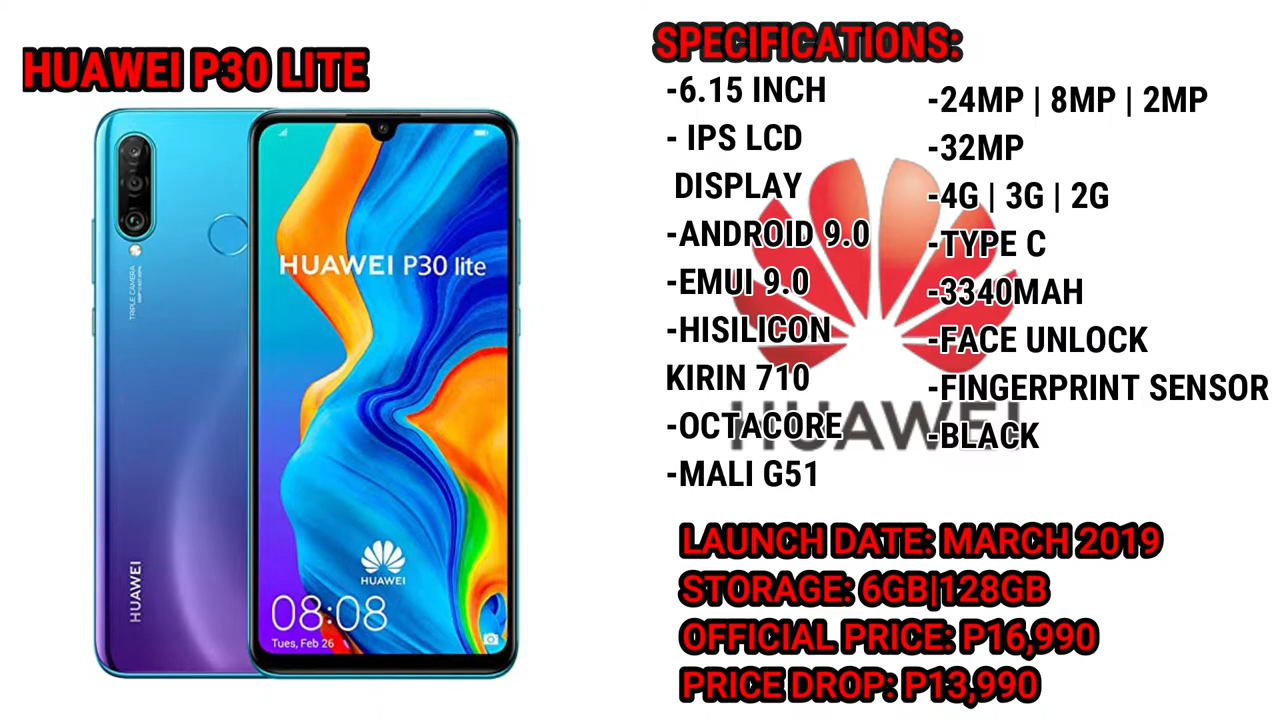 HUAWEI P30 LITE
TRIPLE CAMERA
HUAWEI
HUAWEI P30 lite
HUAWEI
08:08
Tues, Feb 26
SPECIFICATIONS:
-6.15 INCH
- IPS LCD
DISPLAY
-ANDROID 9.0
-EMUI 9.0
-HISILICON
KIRIN 710
-OCTACORE
-MALI G51
-24MP | 8MP | 2MP
-32MP
-4G | 3G | 2G
-TYPE C
-3340MAH
-FACE UNLOCK
-FINGERPRINT SENSOR
-BLACK
HUAWEI
LAUNCH DATE: MARCH 2019
STORAGE: 6GB|128GB
OFFICIAL PRICE: P16,990
PRICE DROP: P13,990